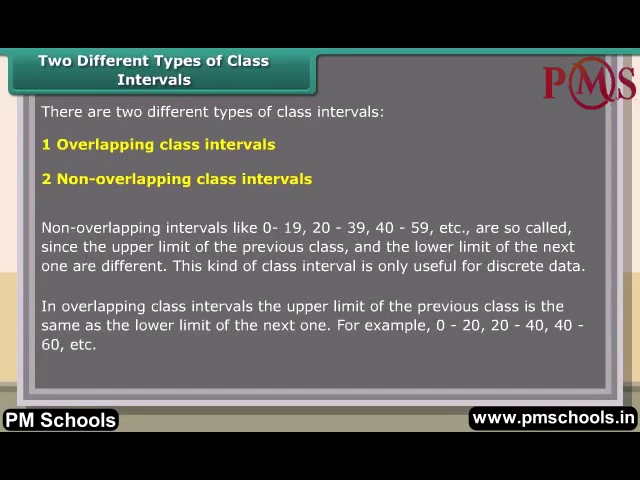 Two Different Types of Class
Intervals
PMS
There are two different types of class intervals:
1 Overlapping class intervals
2 Non-overlapping class intervals
Non-overlapping intervals like 0- 19, 20 - 39, 40 - 59, etc., are so called,
since the upper limit of the previous class, and the lower limit of the next
one are different. This kind of class interval is only useful for discrete data.
In overlapping class intervals the upper limit of the previous class is the
same as the lower limit of the next one. For example, 0 - 20, 20 - 40, 40 -
60, etc.
PM Schools
www.pmschools.in